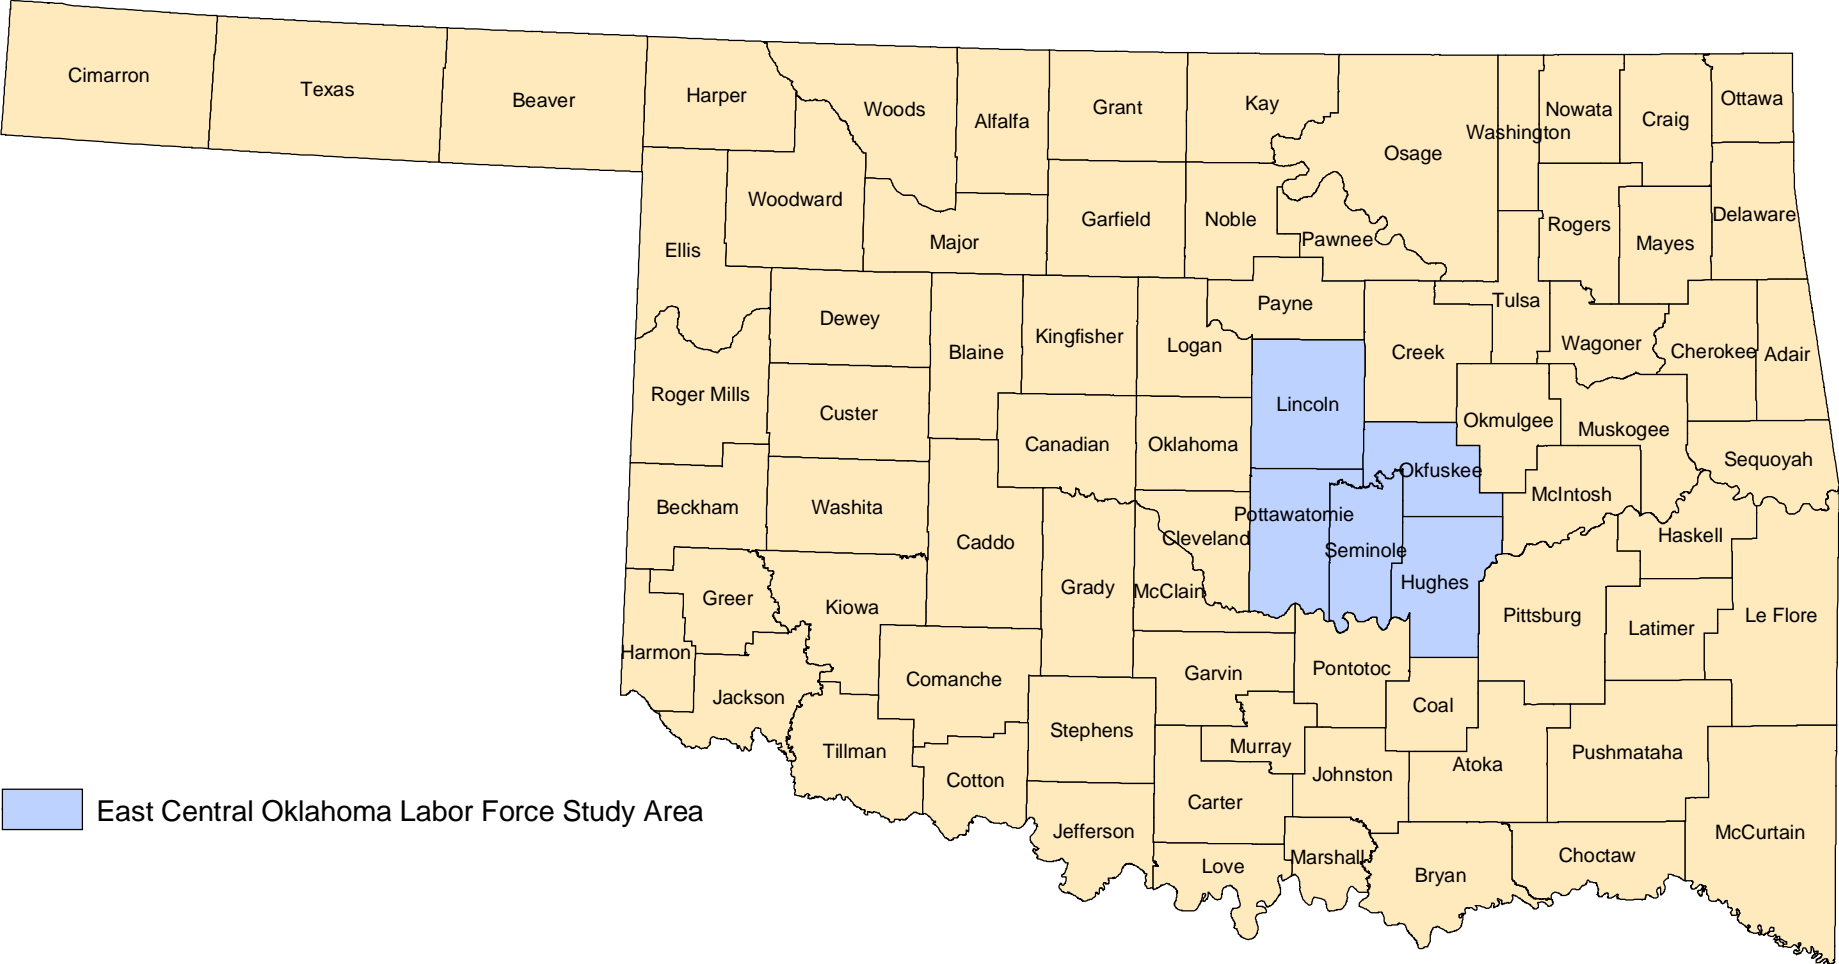 Cimarron
Texas
Beaver
Harper
Woods
Alfalfa
Grant
Kay
Osage
Washington
Nowata
Craig
Ottawa
Woodward
Ellis
Major
Garfield
Noble
Pawnee
Rogers
Mayes
Delaware
Dewey
Blaine
Kingfisher
Logan
Payne
Creek
Tulsa
Wagoner
Cherokee
Adair
Roger Mills
Custer
Canadian
Oklahoma
Lincoln
Okmulgee
Muskogee
Sequoyah
Beckham
Washita
Caddo
Grady
Cleveland
McClain
Pottawatomie
Seminole
Okfuskee
Hughes
McIntosh
Haskell
Pittsburg
Latimer
Le Flore
Greer
Kiowa
Harmon
Jackson
Comanche
Tillman
Cotton
Stephens
Jefferson
Garvin
Murray
Carter
Love
Pontotoc
Johnston
Marshall
Coal
Atoka
Bryan
Pushmataha
Choctaw
McCurtain
East Central Oklahoma Labor Force Study Area